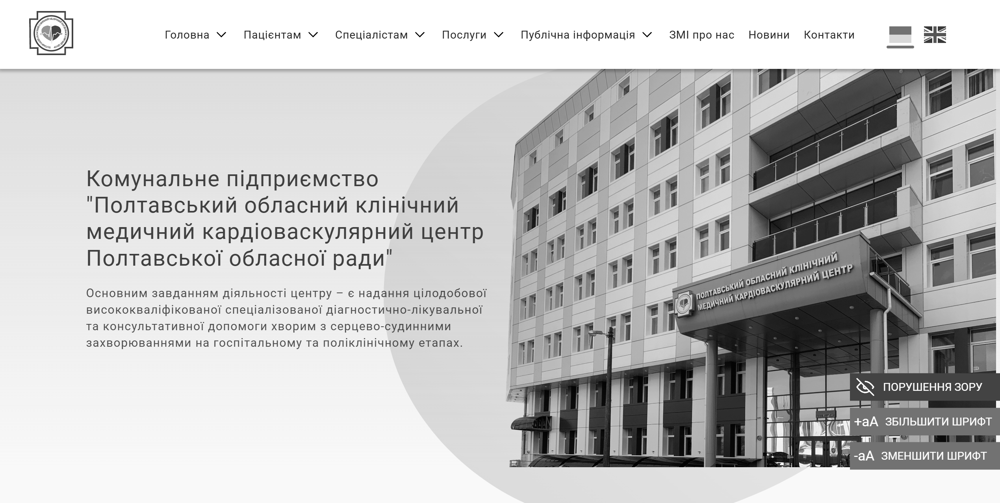 Головна
Пацієнтам
Спеціалістам
Послуги
Публічна інформація
ЗМІ про нас
Новини
Контакти
Комунальне підприємство
"Полтавський обласний клінічний
медичний кардіоваскулярний центр
Полтавської обласної ради"
Основним завданням діяльності центру – є надання цілодобової
висококваліфікованої спеціалізованої діагностично-лікувальної
та консультативної допомоги хворим з серцево-судинними
захворюваннями на госпітальному та поліклінічному етапах.
ПОЛТАВСЬКИЙ ОБЛАСНИЙ КЛІНІЧНИЙ
МЕДИЧНИЙ КАРДІОВАСКУЛЯРНИЙ ЦЕНТР
ПОРУШЕННЯ ЗОРУ
+aA ЗБІЛЬШИТИ ШРИФТ
-aA ЗМЕНШИТИ ШРИФТ